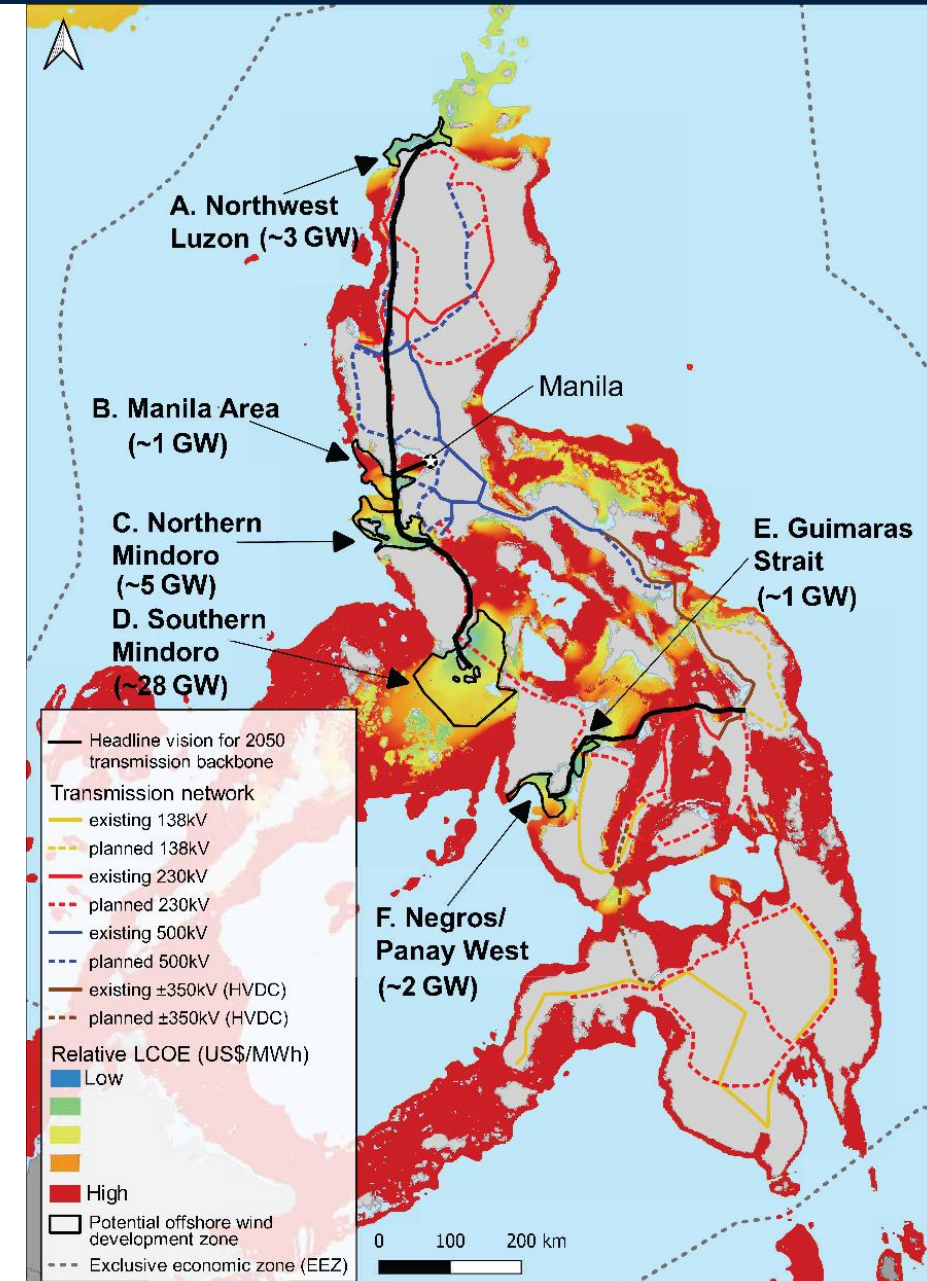 A. Northwest
Luzon (~3 GW)
Manila
B. Manila Area
(~1 GW)
C. Northern
Mindoro
(~5 GW)
D. Southern
Mindoro
(~28 GW)
E. Guimaras
Strait
(~1 GW)
F. Negros/
Panay West
(~2 GW)
Headline vision for 2050
transmission backbone
Transmission network
existing 138kV
planned 138kV
existing 230kV
planned 230kV
existing 500kV
planned 500kV
existing ±350kV (HVDC)
planned ±350kV (HVDC)
Relative LCOE (US$/MWh)
Low
High
Potential offshore wind
development zone
Exclusive economic zone (EEZ)
0 100 200 km